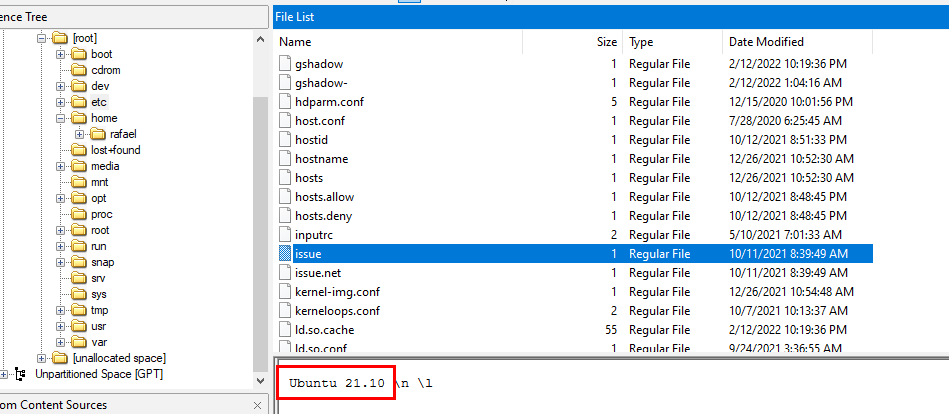 ence Tree
[root]
boot
cdrom
dev
etc
home
rafael
lost+found
media
mnt
opt
proc
root
run
snap
srv
sys
tmp
usr
var
[unallocated space]
Unpartitioned Space [GPT]
om Content Sources
File List
Name Size Type Date Modified
gshadow 1 Regular File 2/12/2022 10:19:36 PM
gshadow- 1 Regular File 2/12/2022 1:04:16 AM
hdparm.conf 5 Regular File 12/15/2020 10:01:56 PM
host.conf 1 Regular File 7/28/2020 6:25:45 AM
hostid 1 Regular File 10/12/2021 8:51:33 PM
hostname 1 Regular File 12/26/2021 10:52:30 AM
hosts 1 Regular File 12/26/2021 10:52:30 AM
hosts.allow 1 Regular File 10/12/2021 8:48:45 PM
hosts.deny 1 Regular File 10/12/2021 8:48:45 PM
inputrc 2 Regular File 5/10/2021 7:01:33 AM
issue 1 Regular File 10/11/2021 8:39:49 AM
issue.net 1 Regular File 10/11/2021 8:39:49 AM
kernel-img.conf 1 Regular File 12/26/2021 10:54:48 AM
kerneloops.conf 2 Regular File 10/7/2021 10:13:37 AM
ld.so.cache 55 Regular File 2/12/2022 10:19:36 PM
ld.so.conf 1 Regular File 9/24/2021 3:36:55 AM
Ubuntu 21.10 \n \l